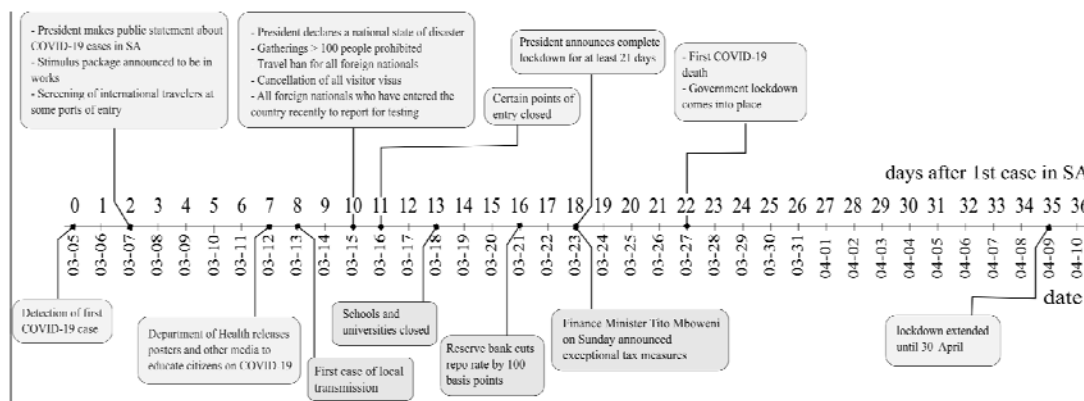 - President makes public statement about
COVID-19 cases in SA
- Stimulus package announced to be in
works
- Screening of international travelers at
some ports of entry
- President declares a national state of disaster
- Gatherings > 100 people prohibited
Travel ban for all foreign nationals
- Cancellation of all visitor visas
- All foreign nationals who have entered the
country recently to report for testing
Certain points of
entry closed
President announces complete
lockdown for at least 21 days
- First COVID-19
death
- Government lockdown
comes into place
days after 1st case in SA
0 1 2 3 4 5 6 7 8 9 10 11 12 13 15 16 17 18 19 20 21 22 23 24 25 26 27 28 29 30 31 32 33 34 35 36
03-05 03-06 03-07 03-08 03-09 03-10 03-11 03-12 03-13 03-14 03-15 03-16 03-17 03-18 03-19 03-20 03-21 03-22 03-23 03-24 03-25 03-26 03-27 03-28 03-29 03-30 03-31 04-01 04-02 04-03 04-04 04-05 04-06 04-07 04-08 04-09 04-10
date
Detection of first
COVID-19 case
Department of Health releases
posters and other media to
educate citizens on COVID-19
First case of local
transmission
Schools and
universities closed
Reserve bank cuts
repo rate by 100
basis points
Finance Minister Tito Mboweni
on Sunday announced
exceptional tax measures
lockdown extended
until 30 April